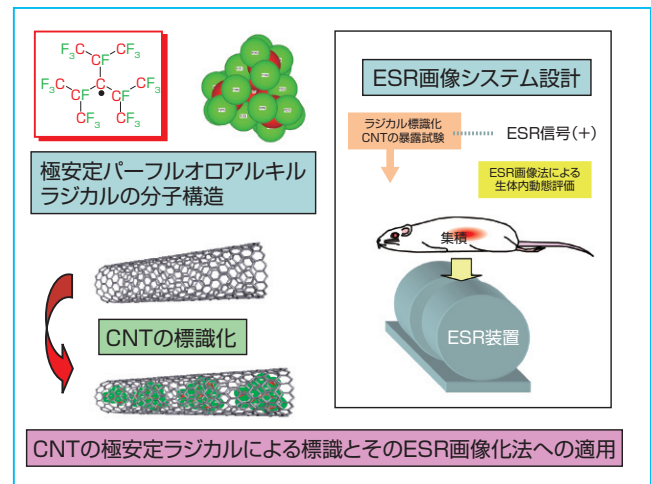 F₃C CF₃
F₃C CF CF₃
CF C CF
F₃C CF₃
極安定パーフルオロアルキル
ラジカルの分子構造
CNTの標識化
ESR画像システム設計
ラジカル標識化
CNTの暴露試験
ESR信号(+)
ESR画像法による
生体内動態評価
集積
ESR装置
CNTの極安定ラジカルによる標識とそのESR画像化法への適用